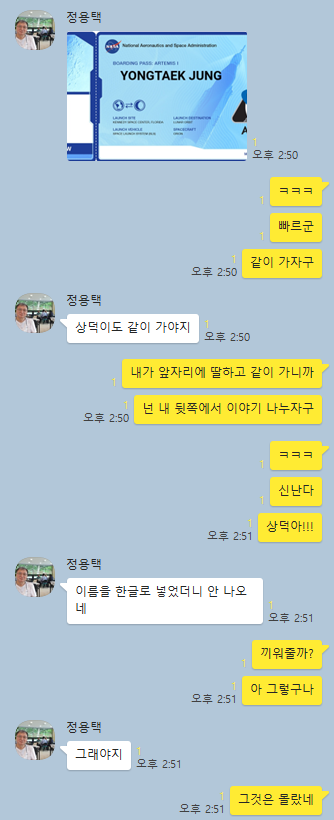 정용택
National Aeronautics and Space Administration
BOARDING PASS: ARTEMIS I
YONGTAEK JUNG
LAUNCH SITE
KENNEDY SPACE CENTER, FLORIDA
LAUNCH DESTINATION
LUNAR ORBIT
LAUNCH VEHICLE
SPACECRAFT
ORION
1
오후 2:50
ㅋㅋㅋ
1
빠르군
1
같이 가자구
1
오후 2:50
정용택
상덕이도 같이 가야지
1
오후 2:50
내가 앞자리에 딸하고 같이 가니까
1
넌 내 뒷쪽에서 이야기 나누자구
1
오후 2:50
ㅋㅋㅋ
1
신난다
1
상덕아!!!
1
오후 2:51
정용택
이름을 한글로 넣었더니 안 나오
네
1
오후 2:51
끼워줄까?
1
아 그렇구나
1
오후 2:51
정용택
그래야지
1
오후 2:51
그것은 몰랐네
1
오후 2:51